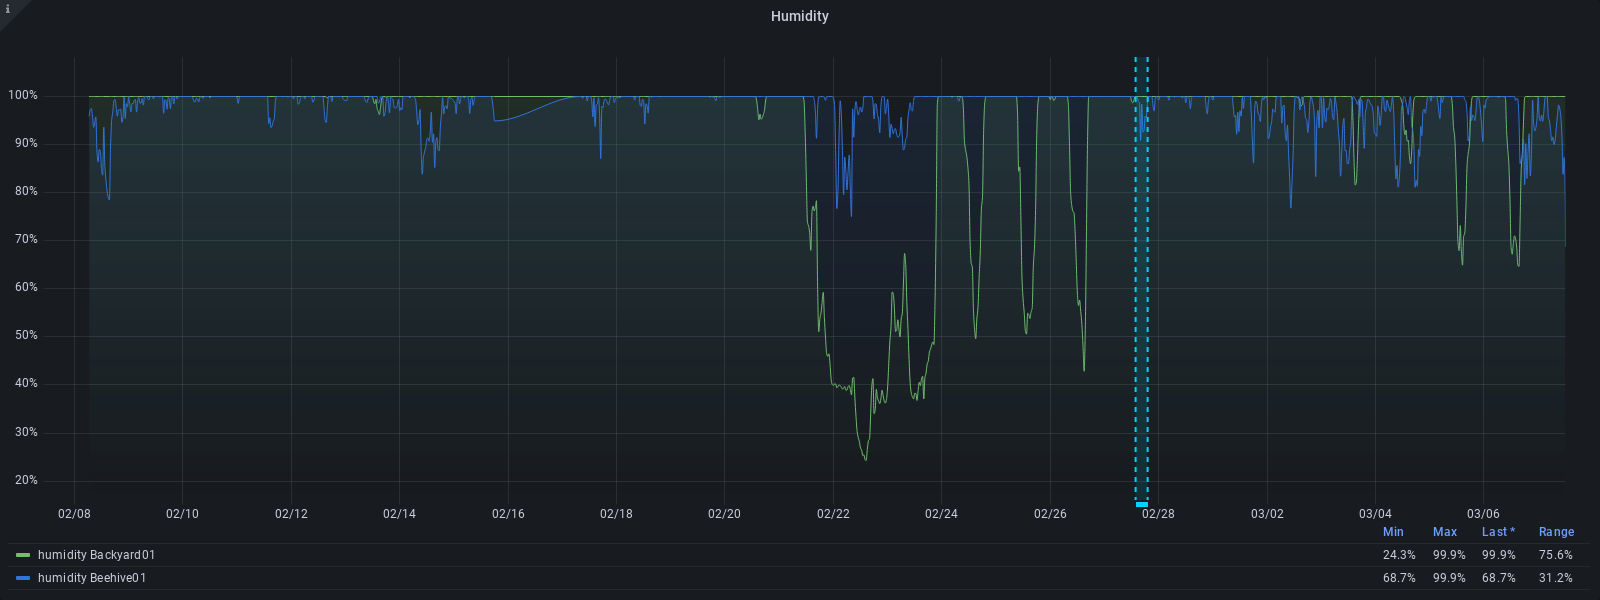 i
Humidity
100%
90%
80%
70%
60%
50%
40%
30%
20%
02/08 02/10 02/12 02/14 02/16 02/18 02/20 02/22 02/24 02/26 02/28 03/02 03/04 03/06
Min Max Last * Range
humidity Backyard01 24.3% 99.9% 99.9% 75.6%
humidity Beehive01 68.7% 99.9% 68.7% 31.2%